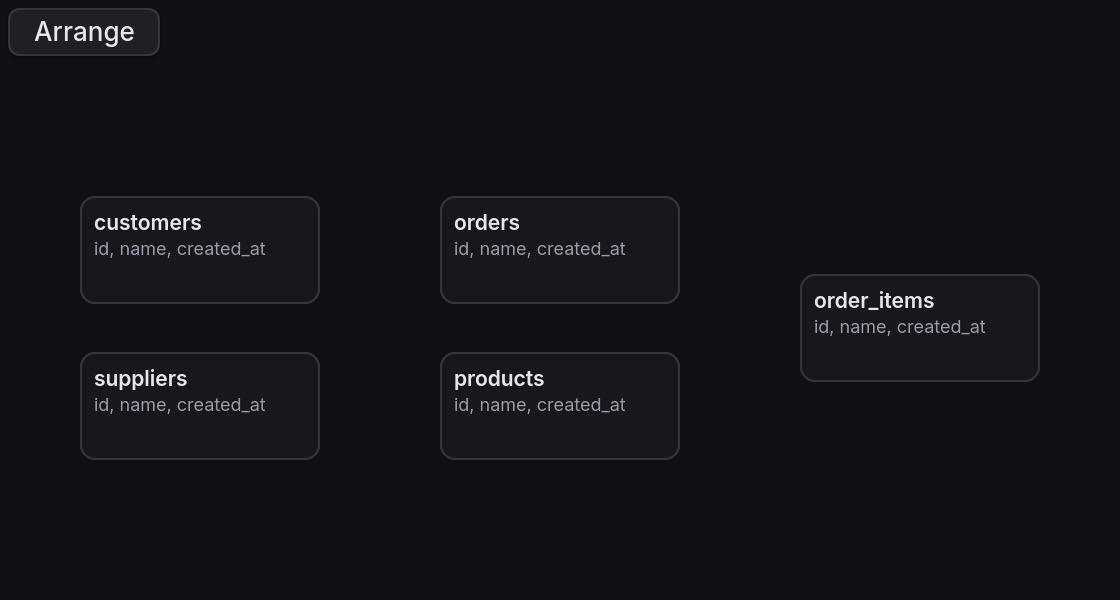 Arrange
customers
id, name, created_at
orders
id, name, created_at
order_items
id, name, created_at
suppliers
id, name, created_at
products
id, name, created_at